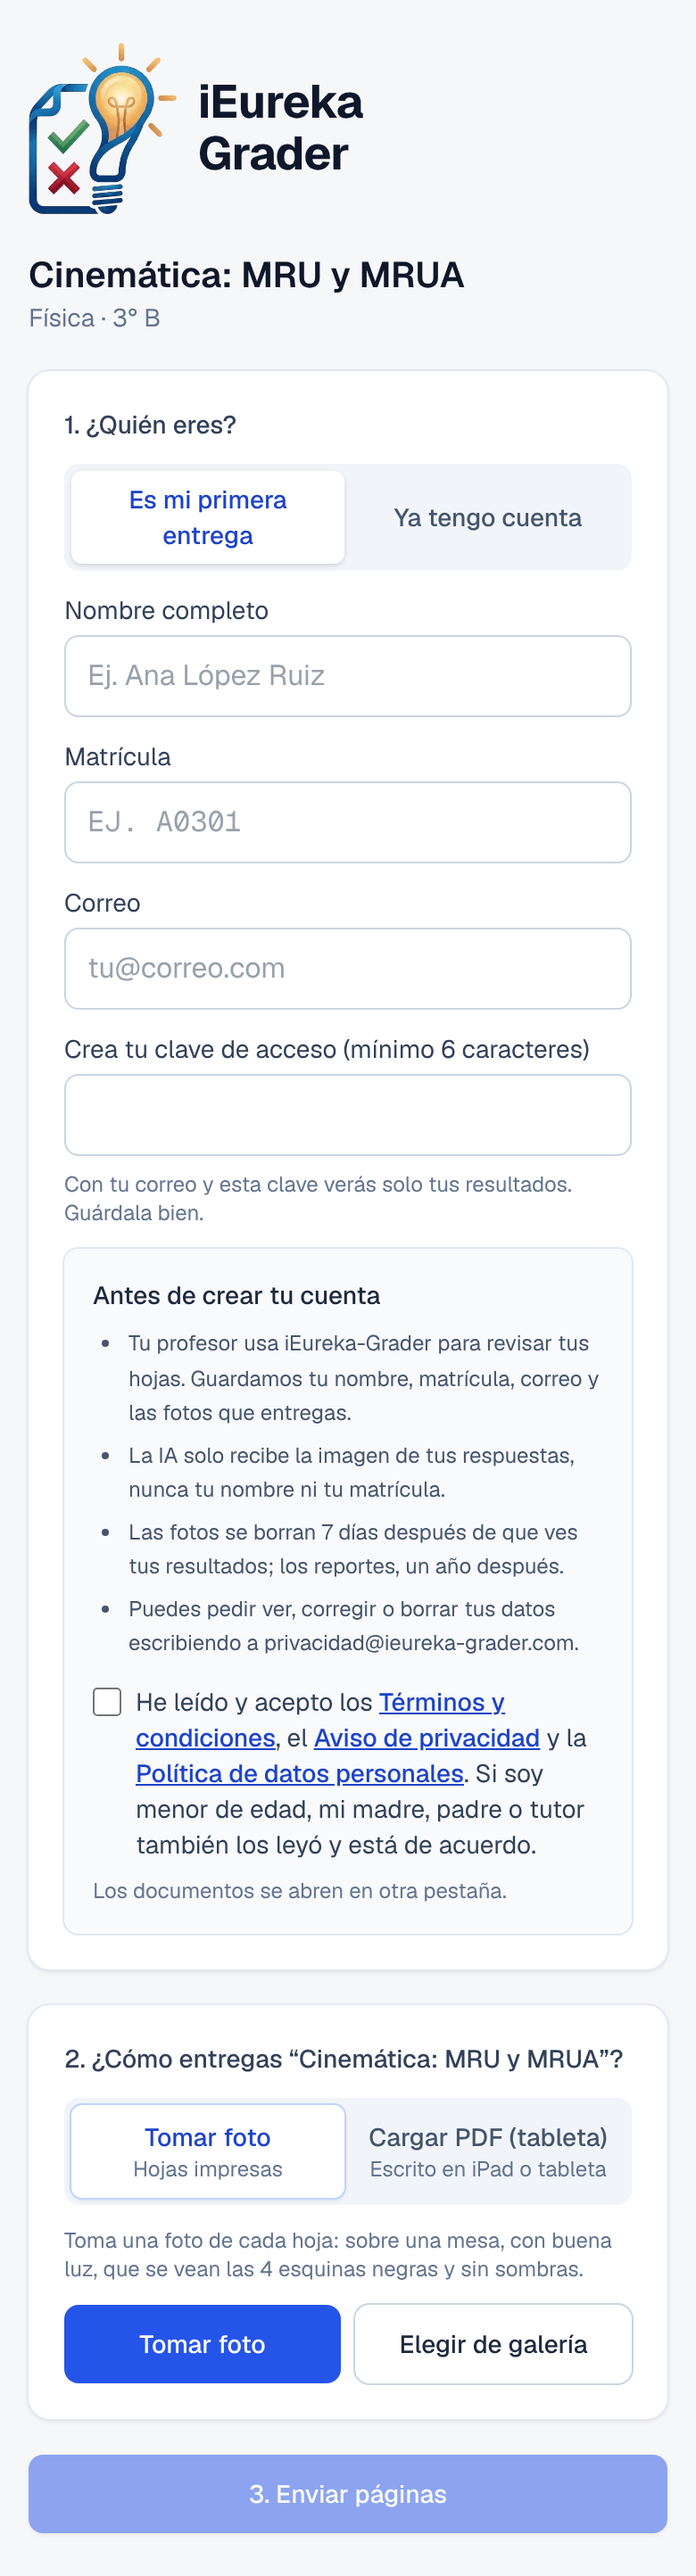 iEureka
Grader
Cinemática: MRU y MRUA
Física · 3° B
1. ¿Quién eres?
Es mi primera
entrega
Ya tengo cuenta
Nombre completo
Ej. Ana López Ruiz
Matrícula
EJ. A0301
Correo
tu@correo.com
Crea tu clave de acceso (mínimo 6 caracteres)
Con tu correo y esta clave verás solo tus resultados.
Guárdala bien.
Antes de crear tu cuenta
• Tu profesor usa iEureka-Grader para revisar tus
hojas. Guardamos tu nombre, matrícula, correo y
las fotos que entregas.
• La IA solo recibe la imagen de tus respuestas,
nunca tu nombre ni tu matrícula.
• Las fotos se borran 7 días después de que ves
tus resultados; los reportes, un año después.
• Puedes pedir ver, corregir o borrar tus datos
escribiendo a privacidad@ieureka-grader.com.
He leído y acepto los Términos y
condiciones, el Aviso de privacidad y la
Política de datos personales. Si soy
menor de edad, mi madre, padre o tutor
también los leyó y está de acuerdo.
Los documentos se abren en otra pestaña.
2. ¿Cómo entregas “Cinemática: MRU y MRUA”?
Tomar foto
Hojas impresas
Cargar PDF (tableta)
Escrito en iPad o tableta
Toma una foto de cada hoja: sobre una mesa, con buena
luz, que se vean las 4 esquinas negras y sin sombras.
Tomar foto
Elegir de galería
3. Enviar páginas